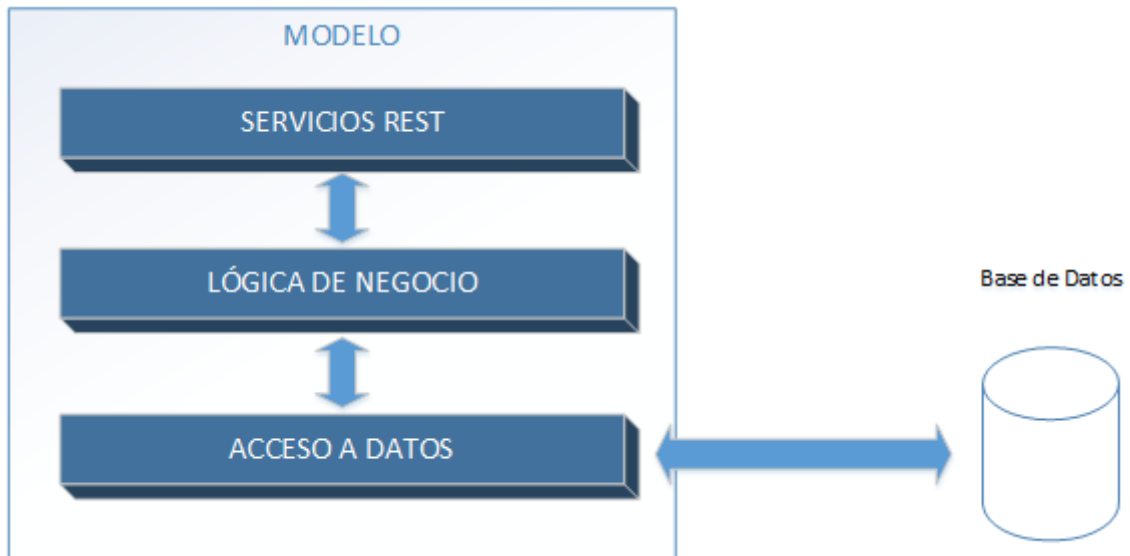 MODELO
SERVICIOS REST
LÓGICA DE NEGOCIO
Base de Datos
ACCESO A DATOS